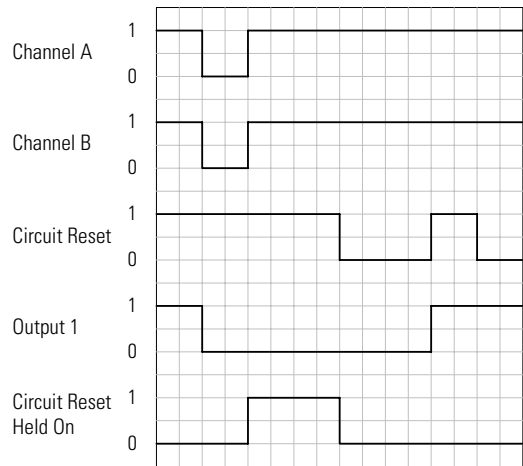 1
Channel A
0
1
Channel B
0
1
Circuit Reset
0
1
Output 1
0
Circuit Reset 1
Held On
0